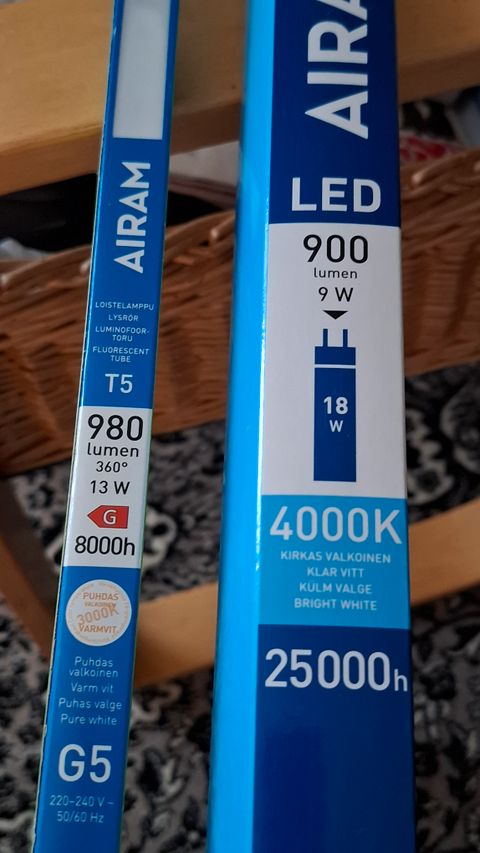 AIRAM
LOISTELAMPPU
LYSRÖR
LUMINOFOOR-
TORU
FLUORESCENT
TUBE
T5
980
lumen
360°
13 W
G
8000h
PUHDAS
VALKOINEN
3000K
VARMVIT
Puhdas
valkoinen
Varm vit
Puhas valge
Pure white
G5
220-240 V ~
50/60 Hz
AIRA
LED
900
lumen
9 W
18
W
4000K
KIRKAS VALKOINEN
KLAR VITT
KÜLM VALGE
BRIGHT WHITE
25000h